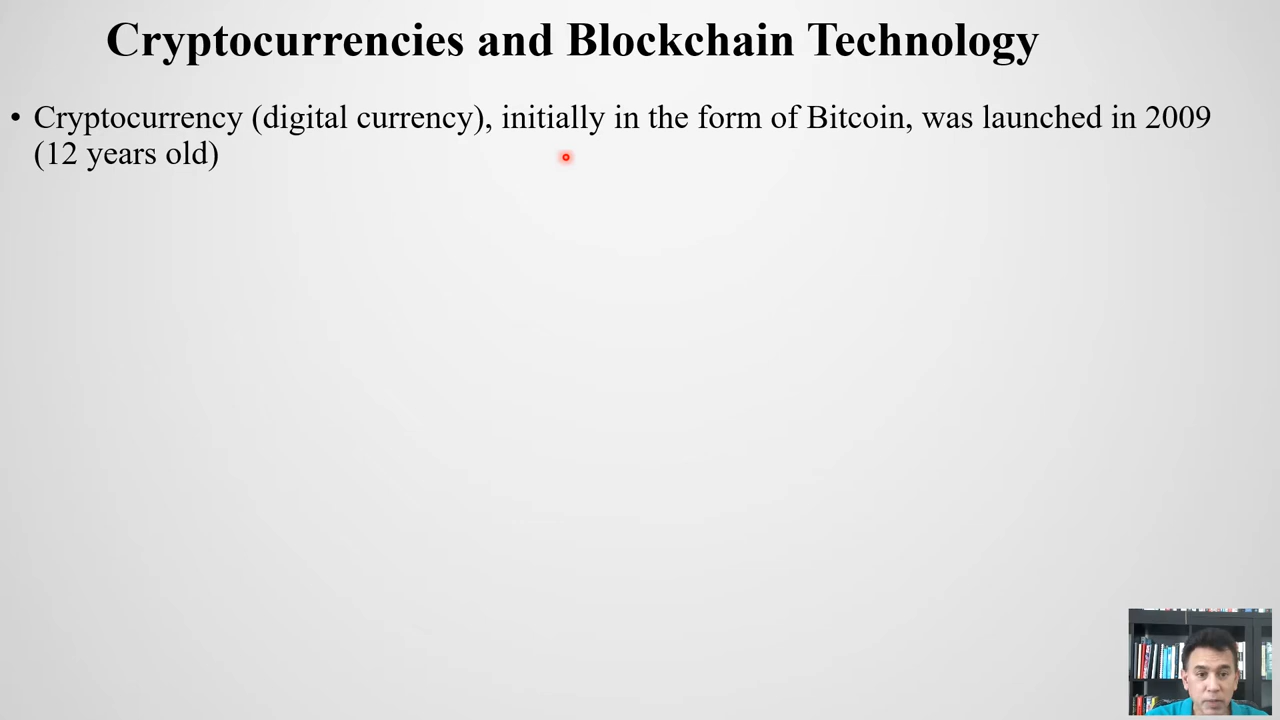 Cryptocurrencies and Blockchain Technology
• Cryptocurrency (digital currency), initially in the form of Bitcoin, was launched in 2009
(12 years old)